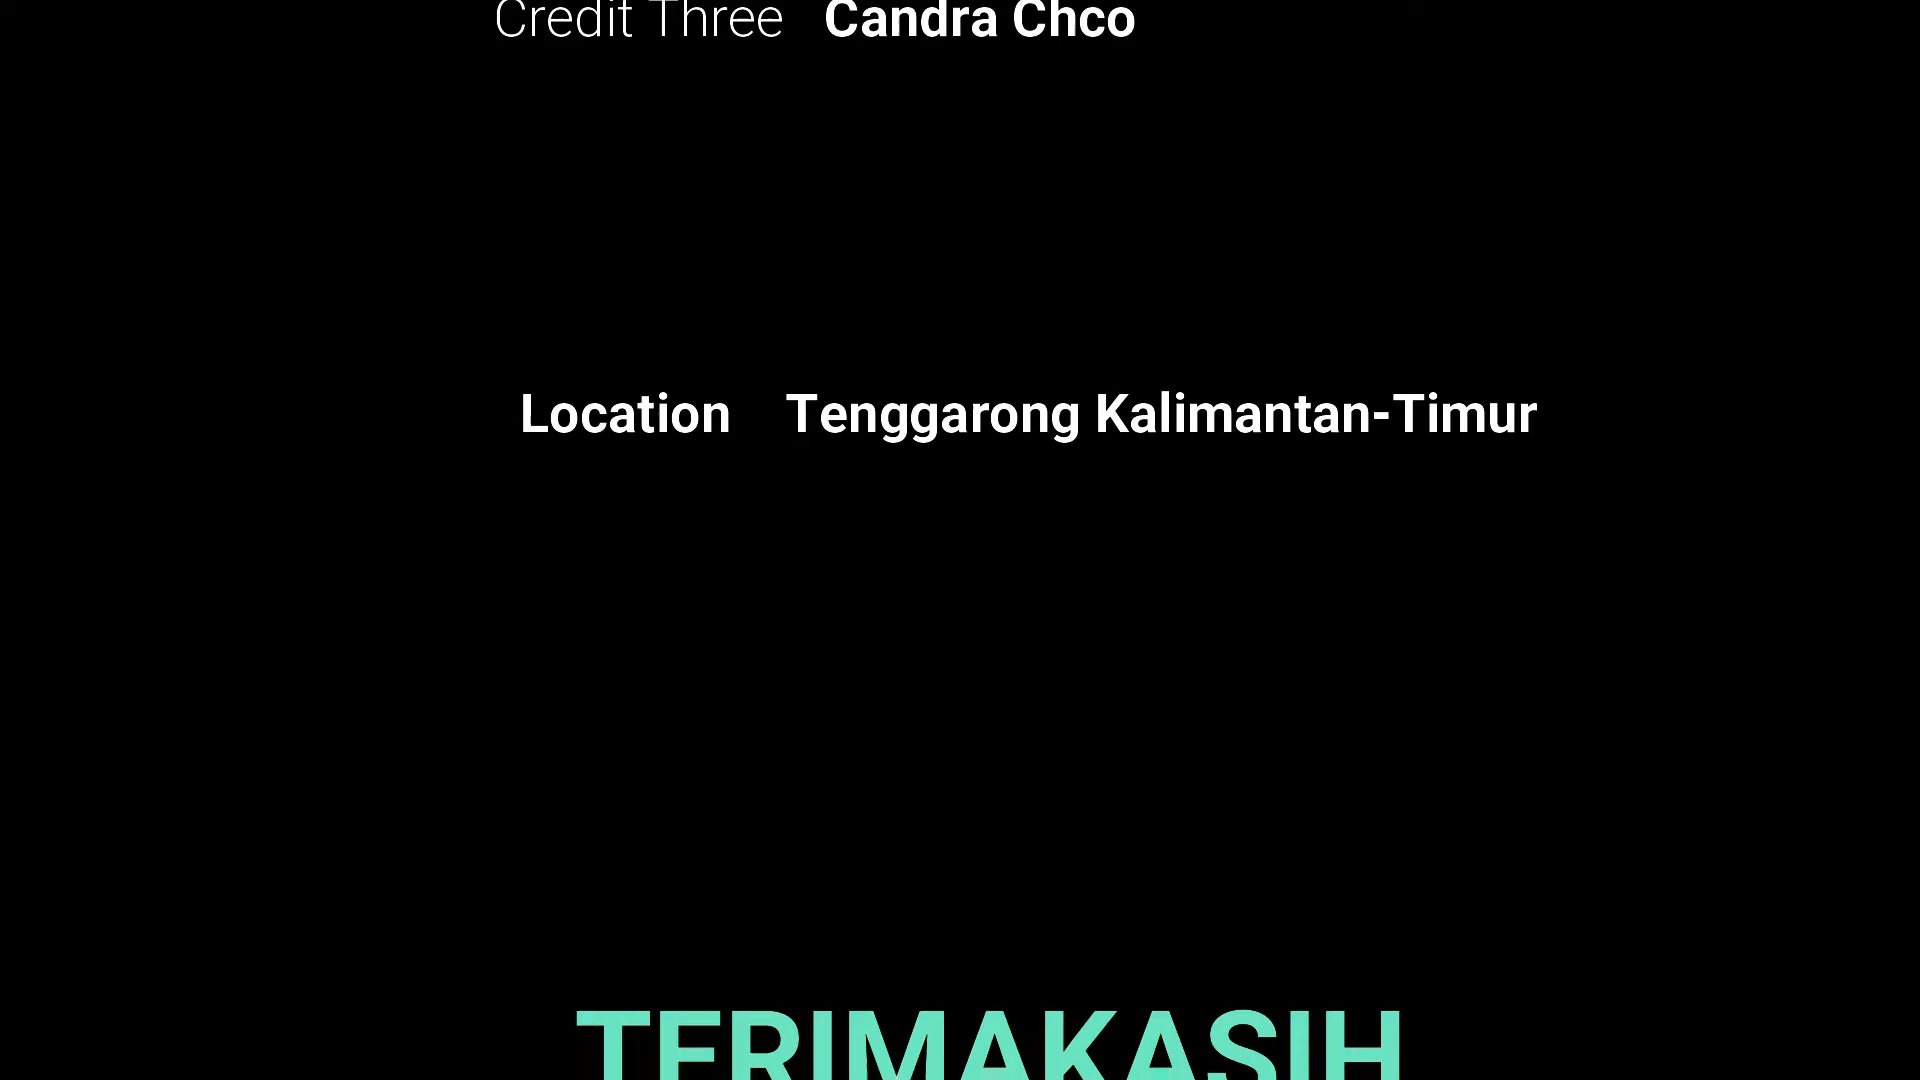 Credit Three Candra Chco
Location Tenggarong Kalimantan-Timur
TERIMAKASIH